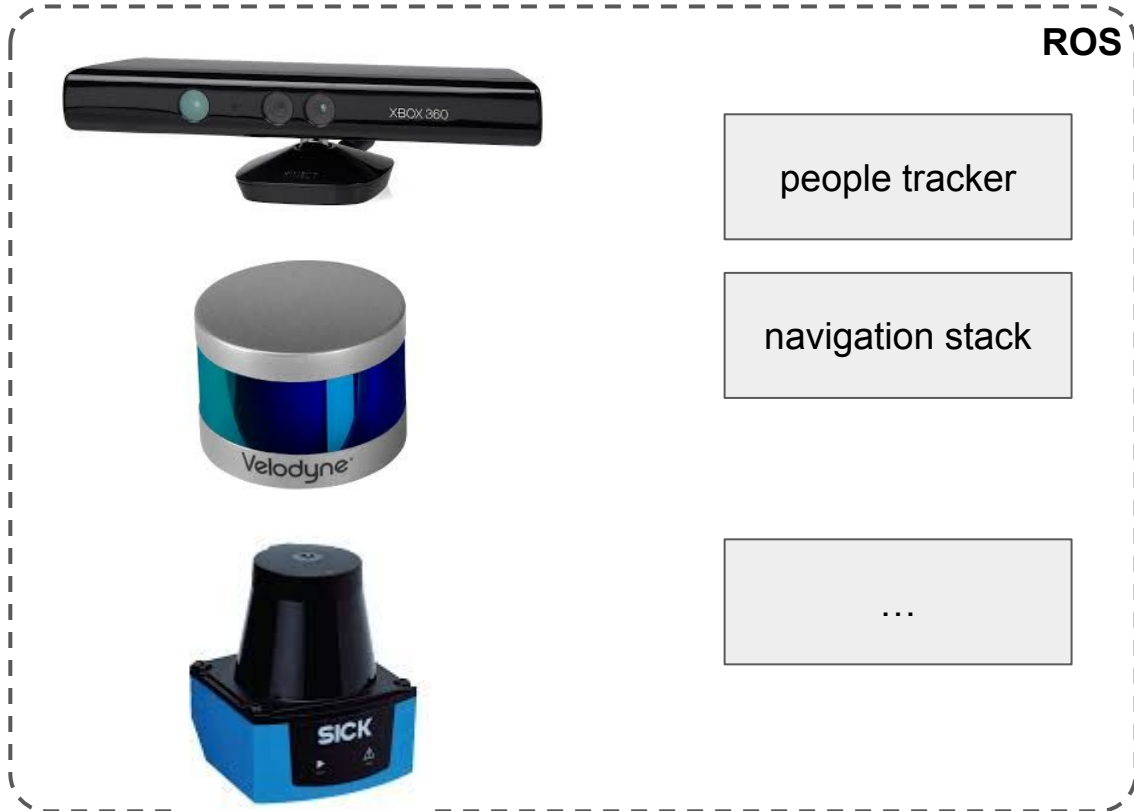 ROS
XBOX 360
people tracker
Velodyne
navigation stack
…
SICK